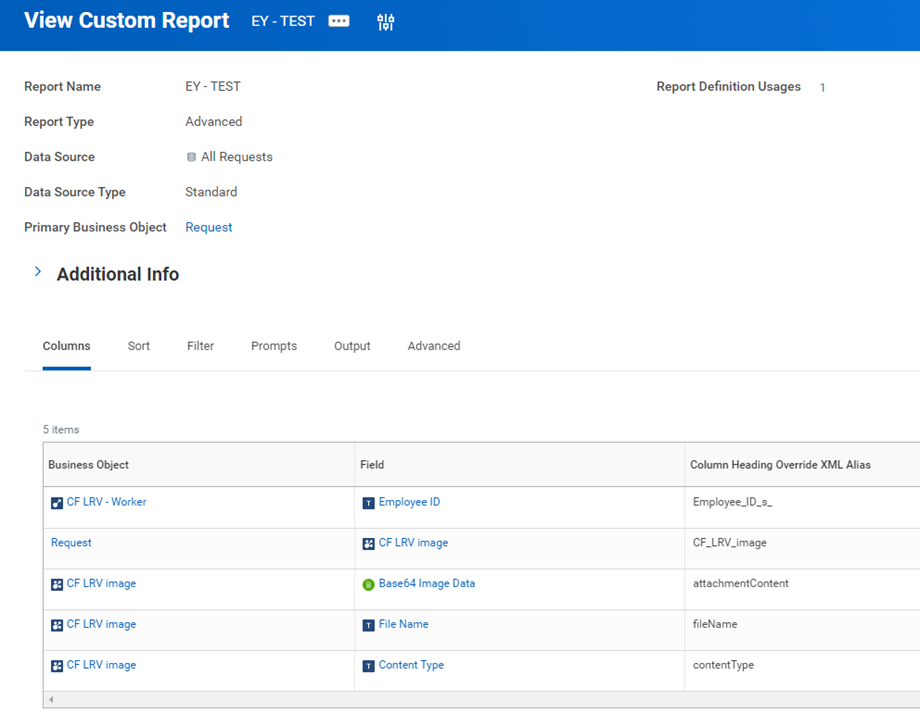 View Custom Report EY - TEST
Report Name EY - TEST Report Definition Usages 1
Report Type Advanced
Data Source All Requests
Data Source Type Standard
Primary Business Object Request
Additional Info
Columns Sort Filter Prompts Output Advanced
5 items
Business Object Field Column Heading Override XML Alias
CF LRV - Worker Employee ID Employee_ID_s_
Request CF LRV image CF_LRV_image
CF LRV image Base64 Image Data attachmentContent
CF LRV image File Name fileName
CF LRV image Content Type contentType